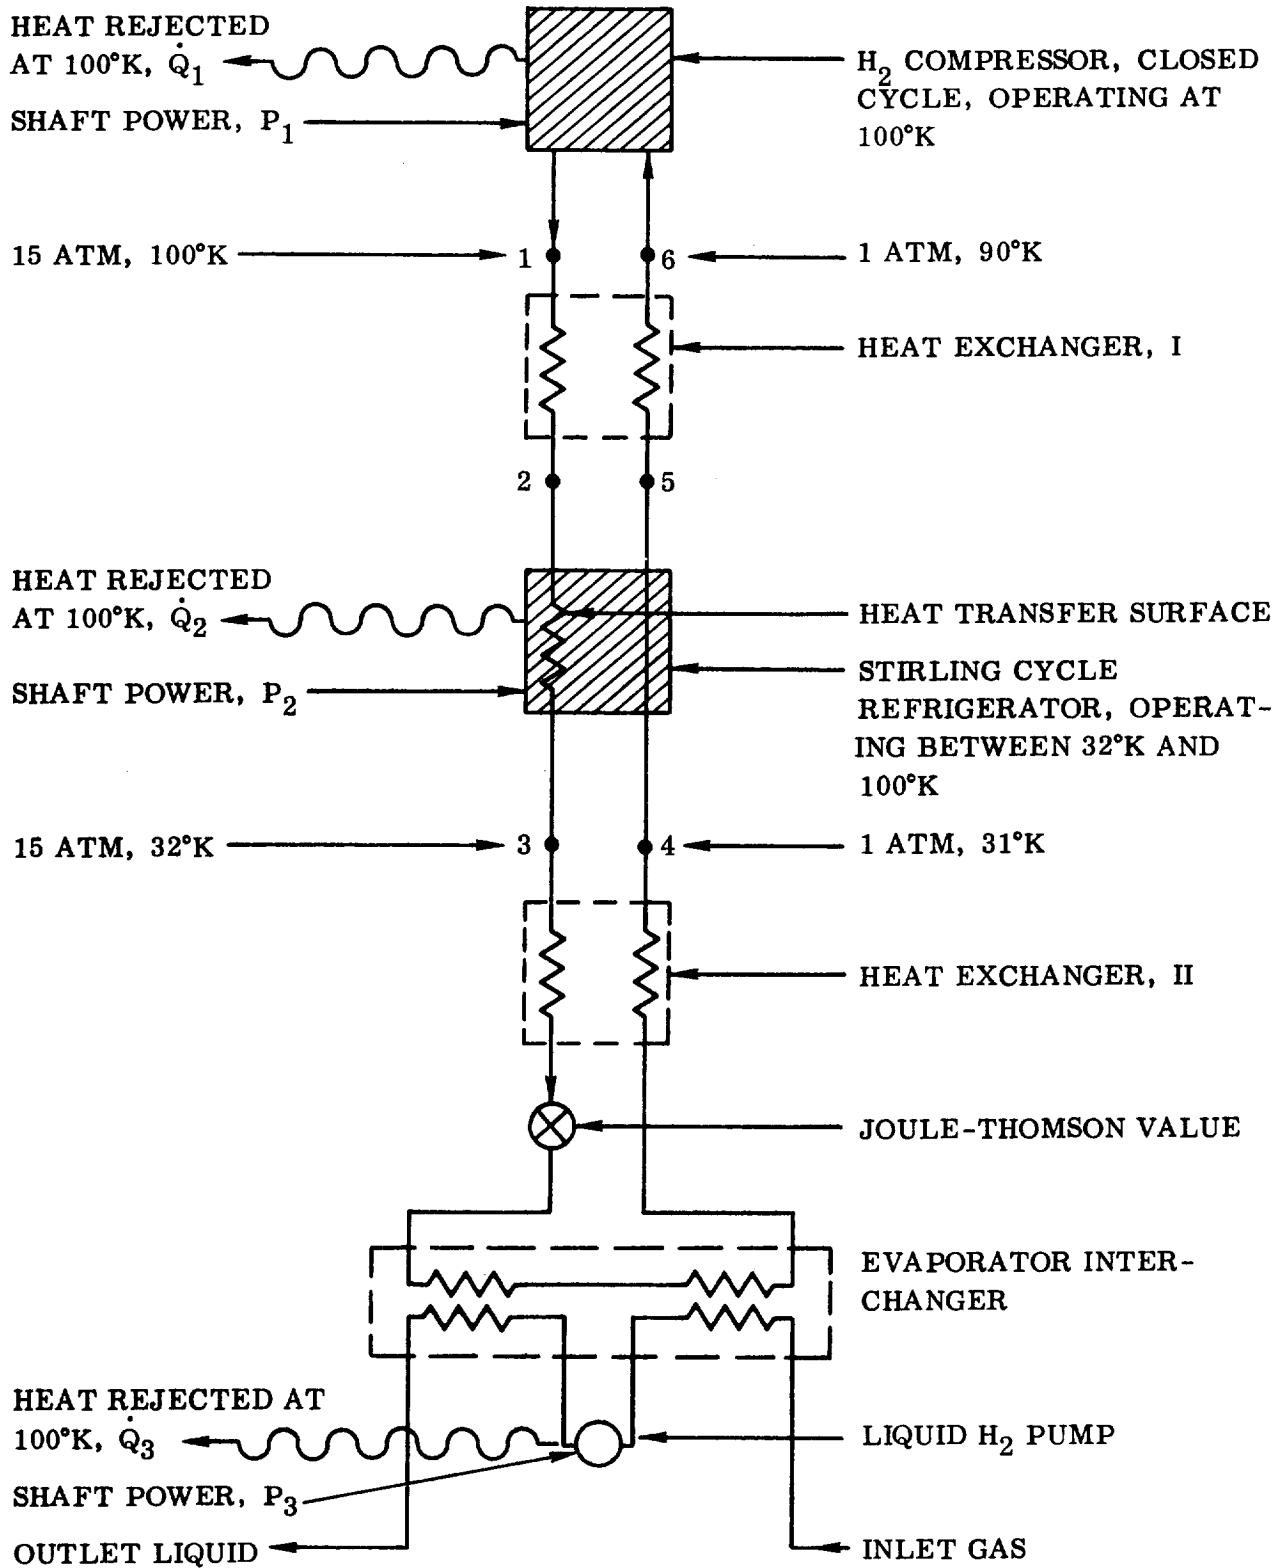 HEAT REJECTED
AT 100°K, Q̇1
H2 COMPRESSOR, CLOSED
CYCLE, OPERATING AT
100°K
SHAFT POWER, P1
15 ATM, 100°K
1
6
1 ATM, 90°K
HEAT EXCHANGER, I
2
5
HEAT REJECTED
AT 100°K, Q̇2
HEAT TRANSFER SURFACE
SHAFT POWER, P2
STIRLING CYCLE
REFRIGERATOR, OPERAT-
ING BETWEEN 32°K AND
100°K
15 ATM, 32°K
3
4
1 ATM, 31°K
HEAT EXCHANGER, II
JOULE-THOMSON VALUE
EVAPORATOR INTER-
CHANGER
HEAT REJECTED AT
100°K, Q̇3
LIQUID H2 PUMP
SHAFT POWER, P3
OUTLET LIQUID
INLET GAS